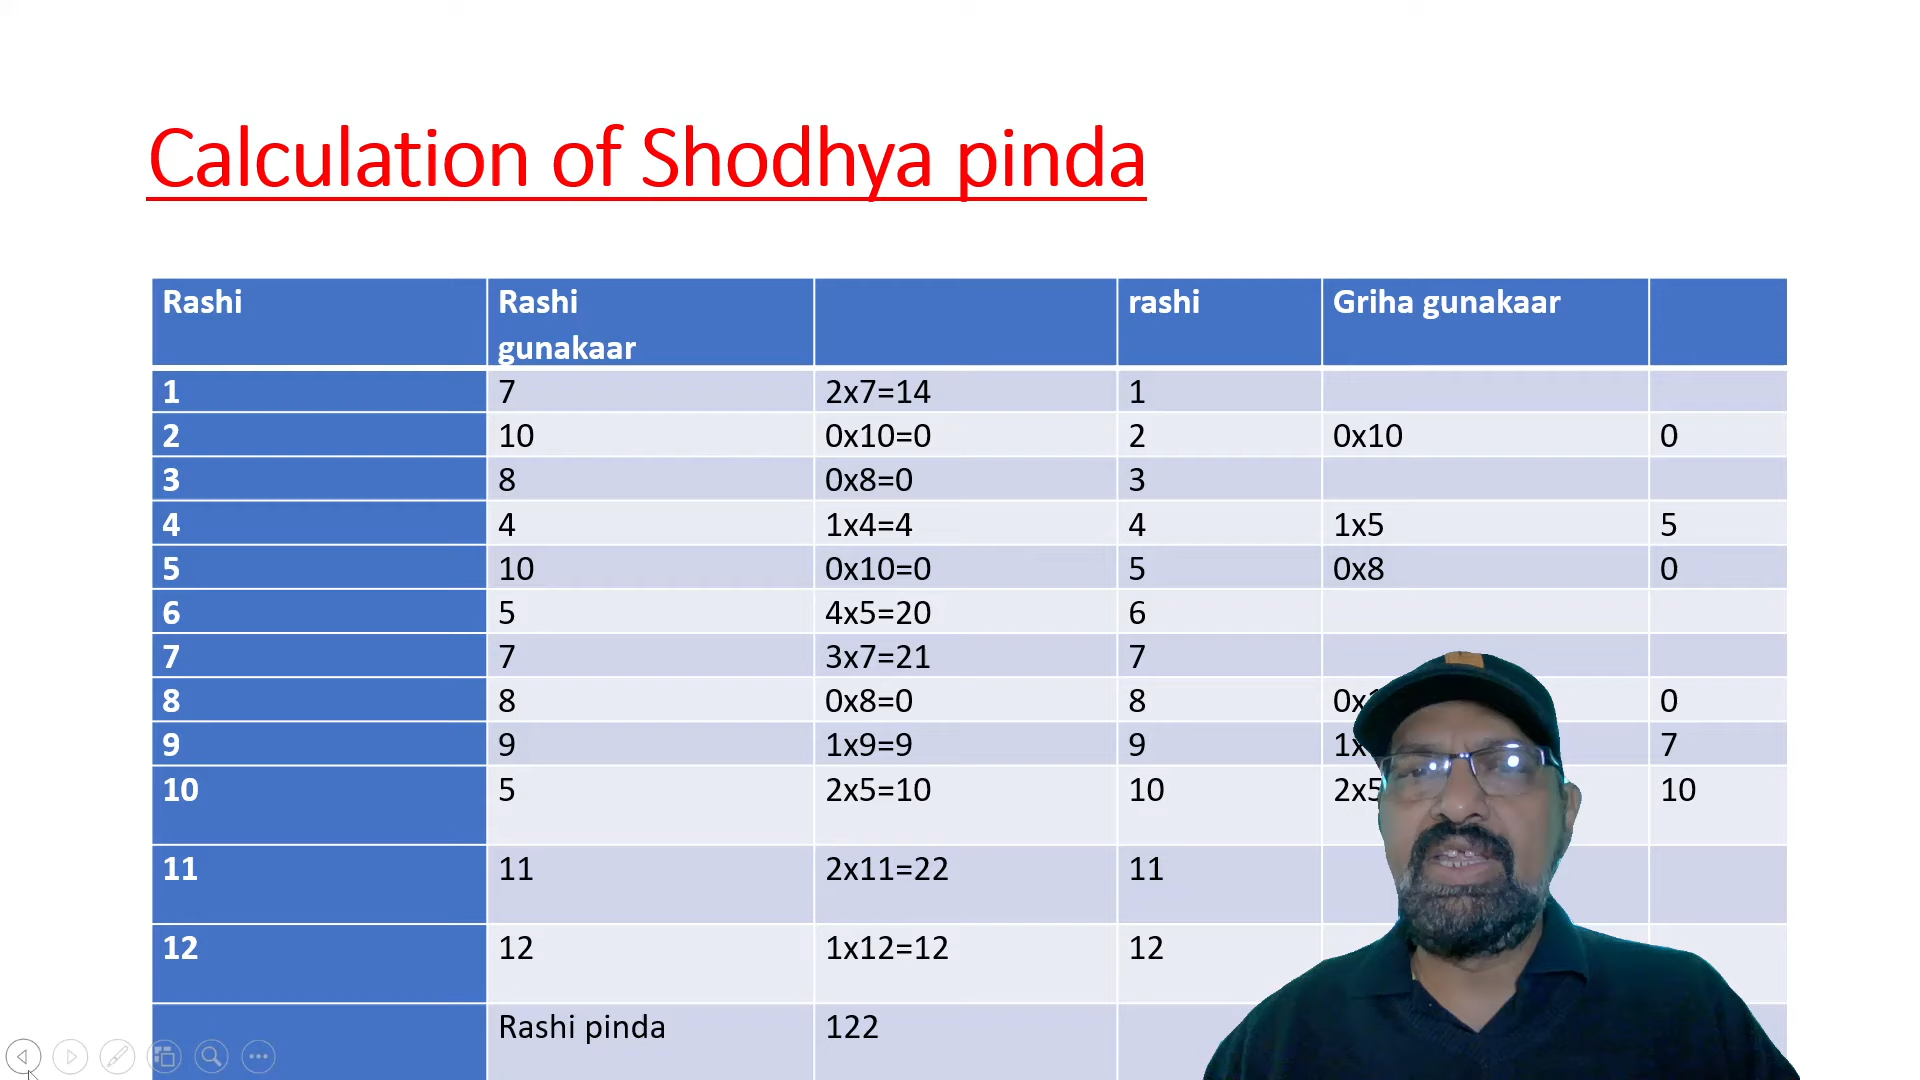 Calculation of Shodhya pinda
Rashi Rashi gunakaar rashi Griha gunakaar
1 7 2x7=14 1
2 10 0x10=0 2 0x10 0
3 8 0x8=0 3
4 4 1x4=4 4 1x5 5
5 10 0x10=0 5 0x8 0
6 5 4x5=20 6
7 7 3x7=21 7
8 8 0x8=0 8 0
9 9 1x9=9 9 7
10 5 2x5=10 10 2x5 10
11 11 2x11=22 11
12 12 1x12=12 12
Rashi pinda 122